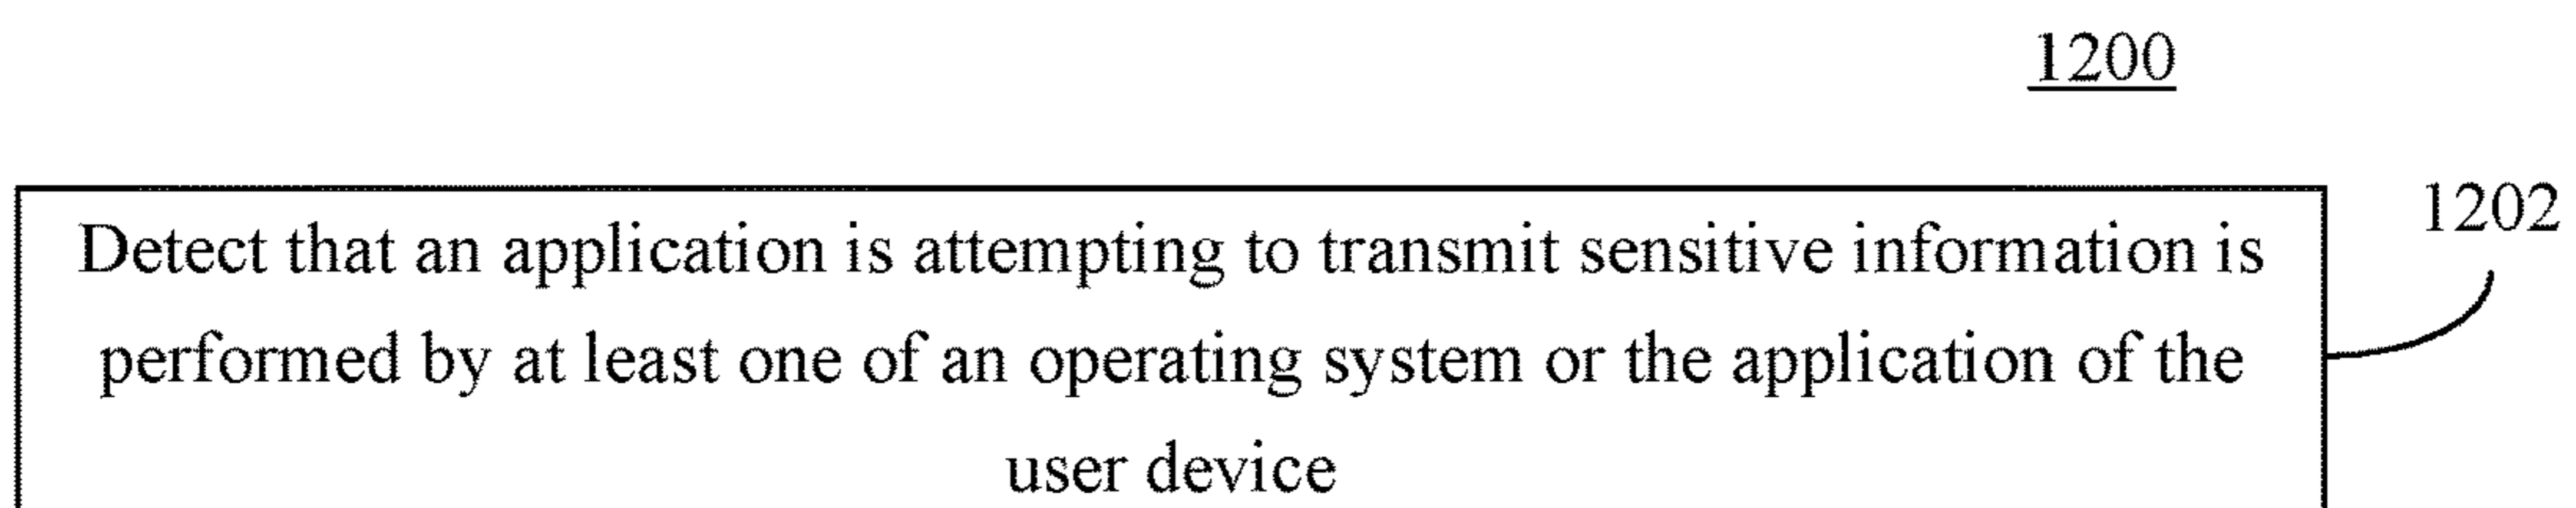 1200
1202
Detect that an application is attempting to transmit sensitive information is
performed by at least one of an operating system or the application of the
user device